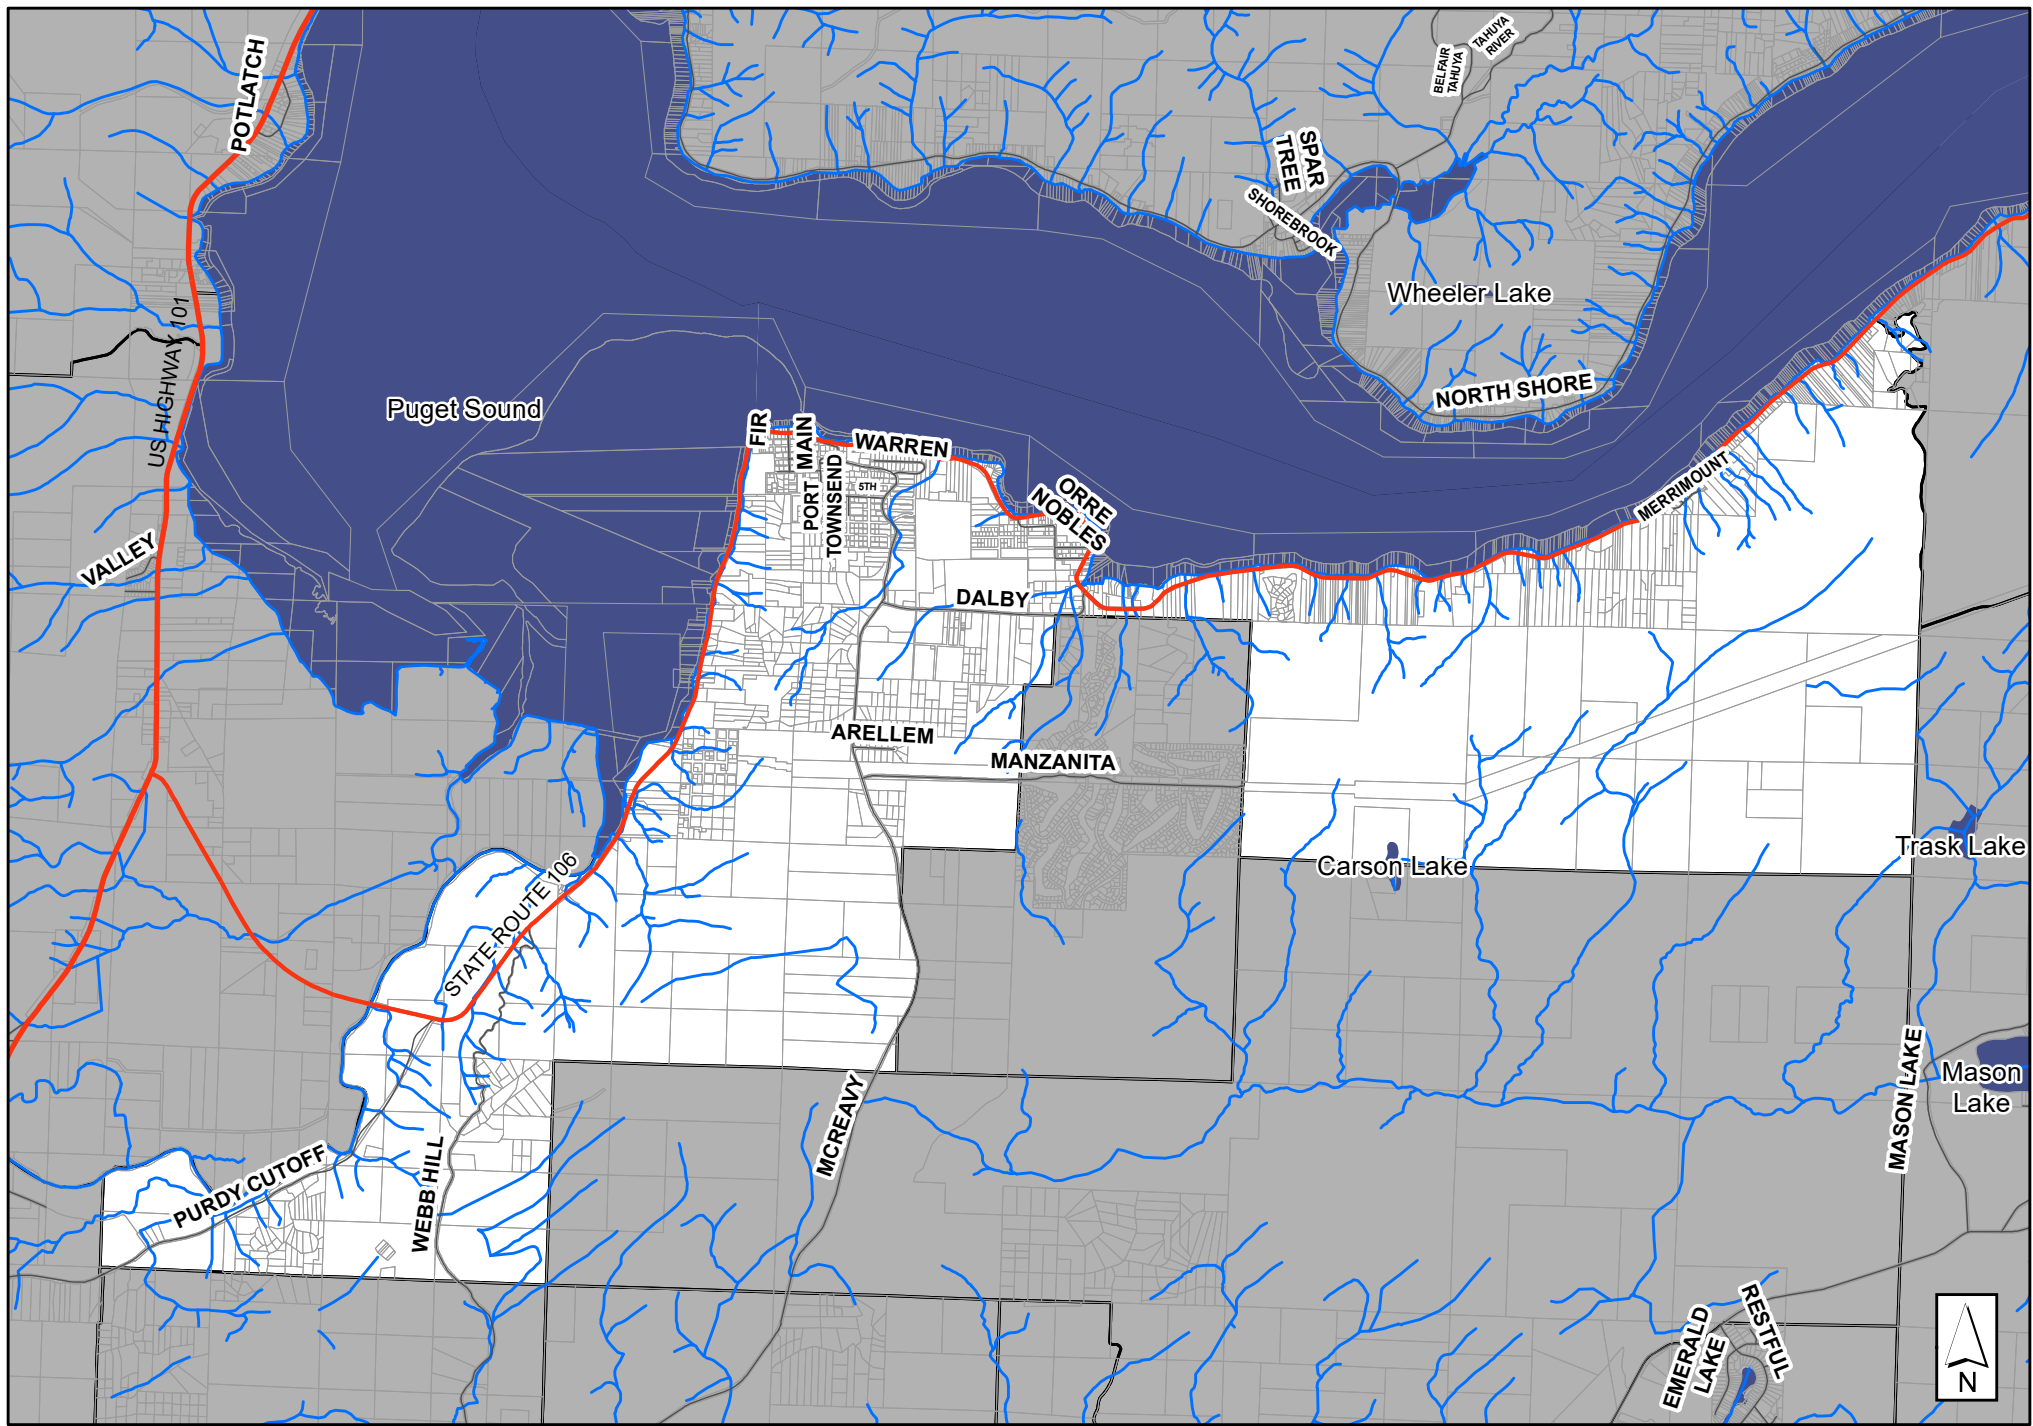 POTLATCH
BELFAIR
TAHUYA
TAHUYA
RIVER
SPAR
TREE
SHOREBROOK
Wheeler Lake
US HIGHWAY 101
Puget Sound
NORTH SHORE
FIR
MAIN
WARREN
PORT
TOWNSEND
5TH
ORRE
NOBLES
MERRIMOUNT
VALLEY
DALBY
ARELLEM
MANZANITA
Carson Lake
Trask Lake
STATE ROUTE 106
MASON LAKE
Mason
Lake
MCREAVY
PURDY CUTOFF
WEBB HILL
EMERALD
LAKE
RESTFUL
N